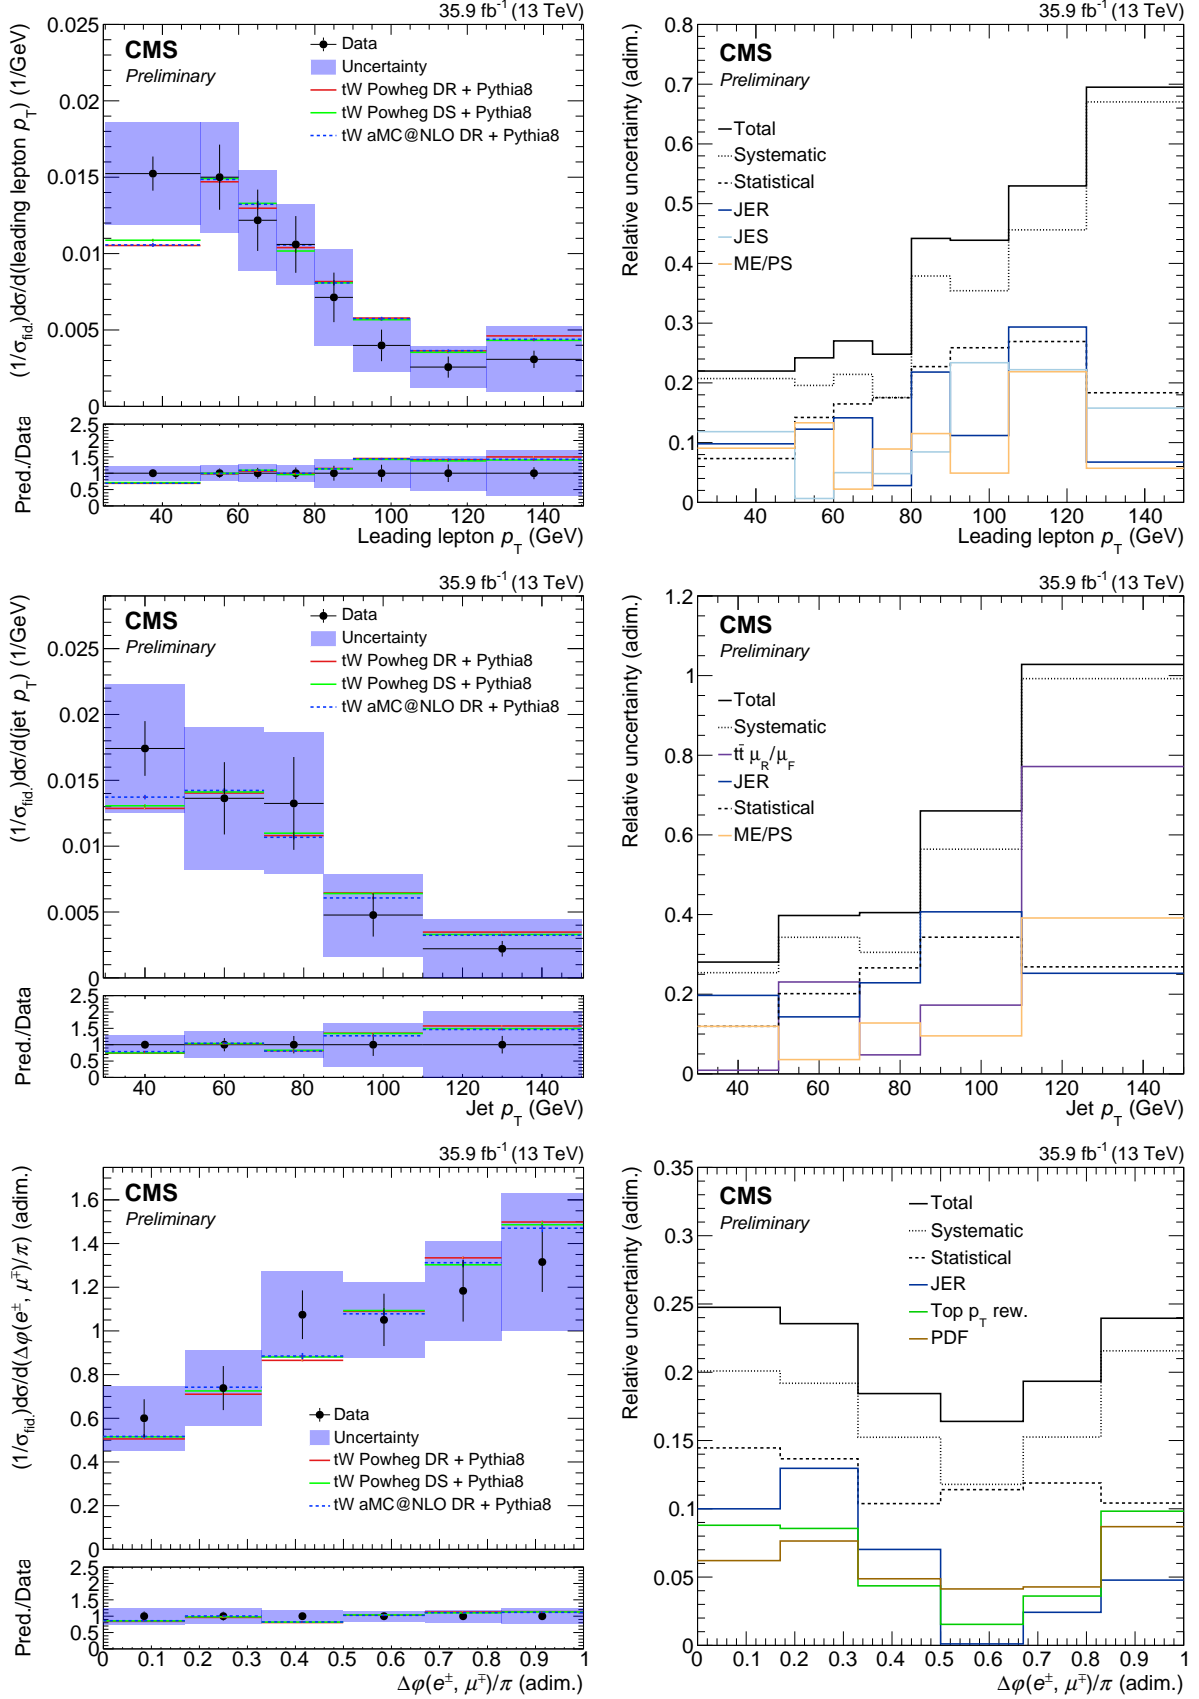 35.9 fb⁻¹ (13 TeV)
CMS
Preliminary
Data
Uncertainty
tW Powheg DR + Pythia8
tW Powheg DS + Pythia8
tW aMC@NLO DR + Pythia8
(1/σ_fid.)dσ/d(leading lepton p_T) (1/GeV)
0.025
0.02
0.015
0.01
0.005
0
Pred./Data
2.5
2
1.5
1
0.5
0
40 60 80 100 120 140
Leading lepton p_T (GeV)
35.9 fb⁻¹ (13 TeV)
CMS
Preliminary
Total
Systematic
Statistical
JER
JES
ME/PS
Relative uncertainty (adim.)
0.8
0.7
0.6
0.5
0.4
0.3
0.2
0.1
0
40 60 80 100 120 140
Leading lepton p_T (GeV)
35.9 fb⁻¹ (13 TeV)
CMS
Preliminary
Data
Uncertainty
tW Powheg DR + Pythia8
tW Powheg DS + Pythia8
tW aMC@NLO DR + Pythia8
(1/σ_fid.)dσ/d(jet p_T) (1/GeV)
0.025
0.02
0.015
0.01
0.005
0
Pred./Data
2.5
2
1.5
1
0.5
0
40 60 80 100 120 140
Jet p_T (GeV)
35.9 fb⁻¹ (13 TeV)
CMS
Preliminary
Total
Systematic
tt̄ μ_R/μ_F
JER
Statistical
ME/PS
Relative uncertainty (adim.)
1.2
1
0.8
0.6
0.4
0.2
0
40 60 80 100 120 140
Jet p_T (GeV)
35.9 fb⁻¹ (13 TeV)
CMS
Preliminary
(1/σ_fid.)dσ/d(Δφ(e±, μ∓)/π) (adim.)
1.6
1.4
1.2
1
0.8
0.6
0.4
0.2
0
Data
Uncertainty
tW Powheg DR + Pythia8
tW Powheg DS + Pythia8
tW aMC@NLO DR + Pythia8
Pred./Data
2.5
2
1.5
1
0.5
0
0 0.1 0.2 0.3 0.4 0.5 0.6 0.7 0.8 0.9 1
Δφ(e±, μ∓)/π (adim.)
35.9 fb⁻¹ (13 TeV)
CMS
Preliminary
Total
Systematic
Statistical
JER
Top p_T rew.
PDF
Relative uncertainty (adim.)
0.35
0.3
0.25
0.2
0.15
0.1
0.05
0
0 0.1 0.2 0.3 0.4 0.5 0.6 0.7 0.8 0.9 1
Δφ(e±, μ∓)/π (adim.)